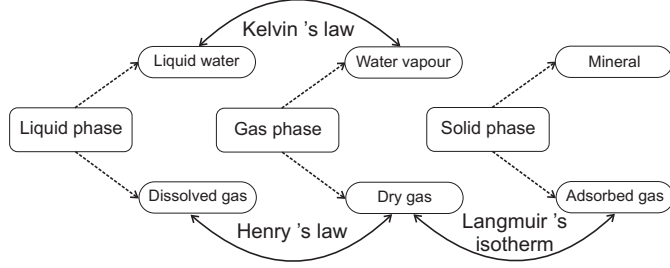 Kelvin 's law
Liquid water
Water vapour
Mineral
Liquid phase
Gas phase
Solid phase
Dissolved gas
Dry gas
Adsorbed gas
Henry 's law
Langmuir 's
isotherm